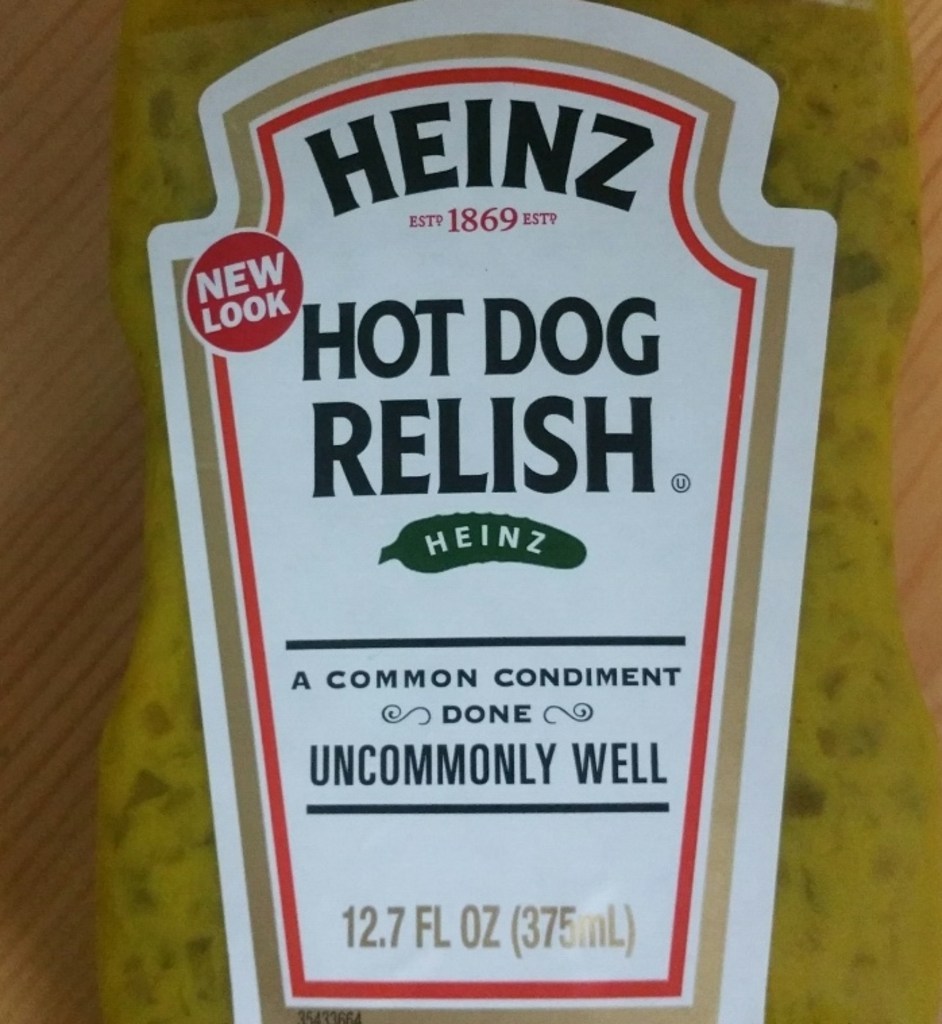 HEINZ
ESTD 1869 ESTD
NEW
LOOK
HOT DOG
RELISH
U
HEINZ
A COMMON CONDIMENT
DONE
UNCOMMONLY WELL
12.7 FL OZ (375mL)
35433664